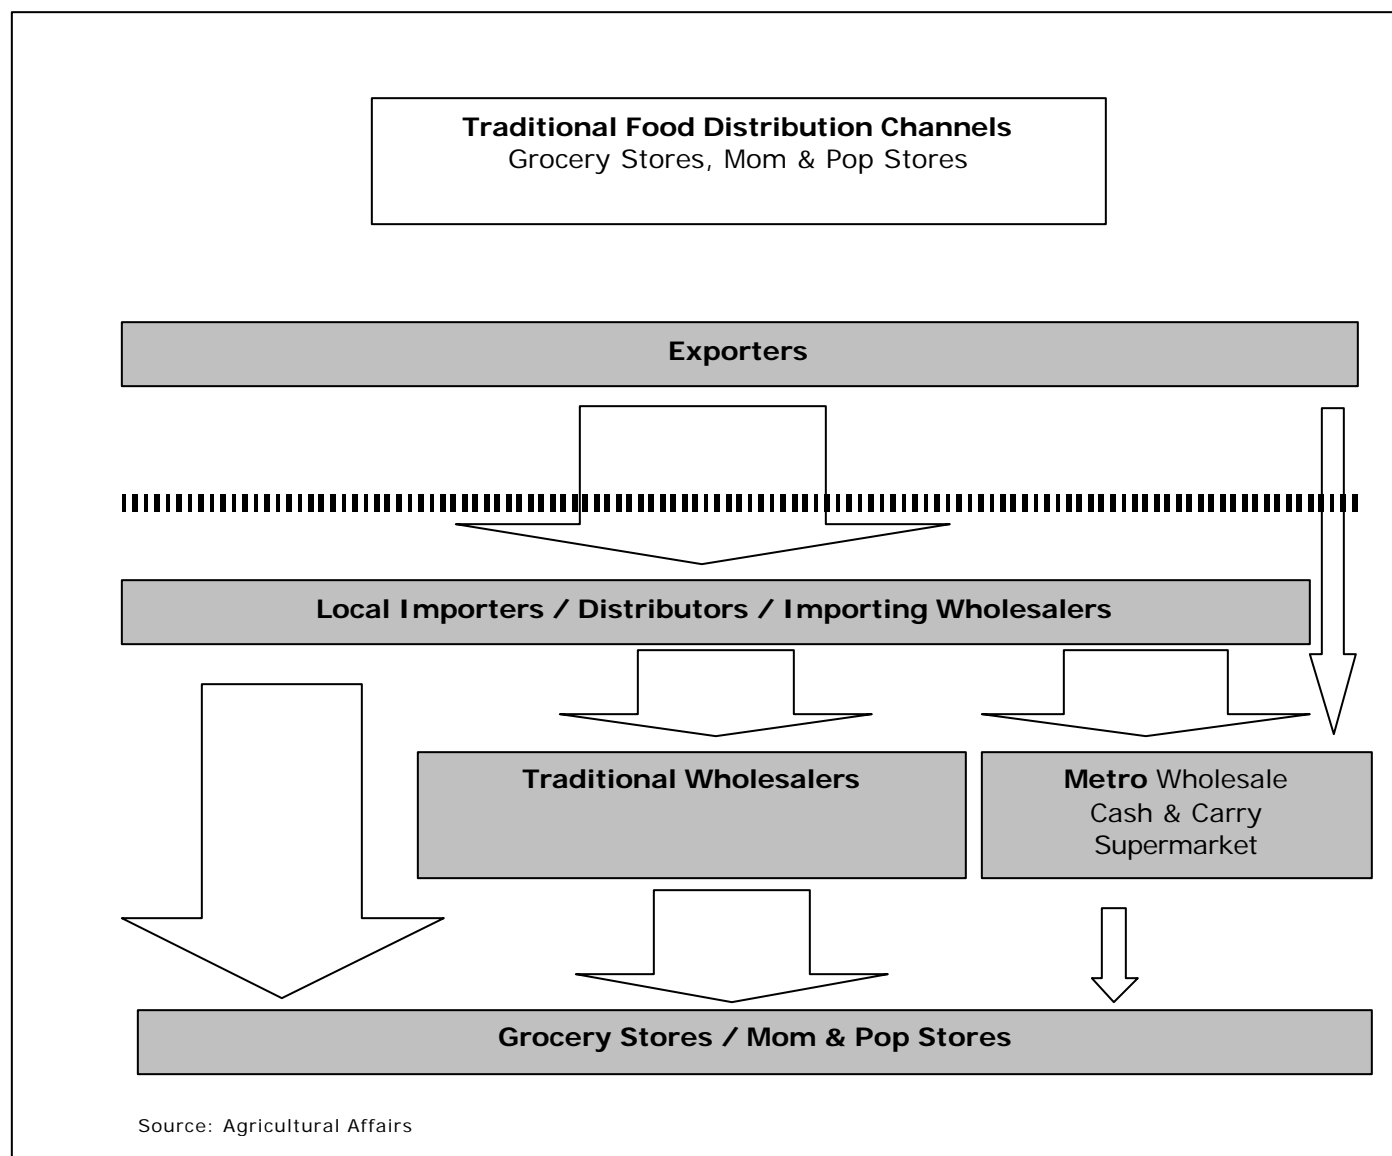 Traditional Food Distribution Channels
Grocery Stores, Mom & Pop Stores
Exporters
Local Importers / Distributors / Importing Wholesalers
Traditional Wholesalers
Metro Wholesale
Cash & Carry
Supermarket
Grocery Stores / Mom & Pop Stores
Source: Agricultural Affairs